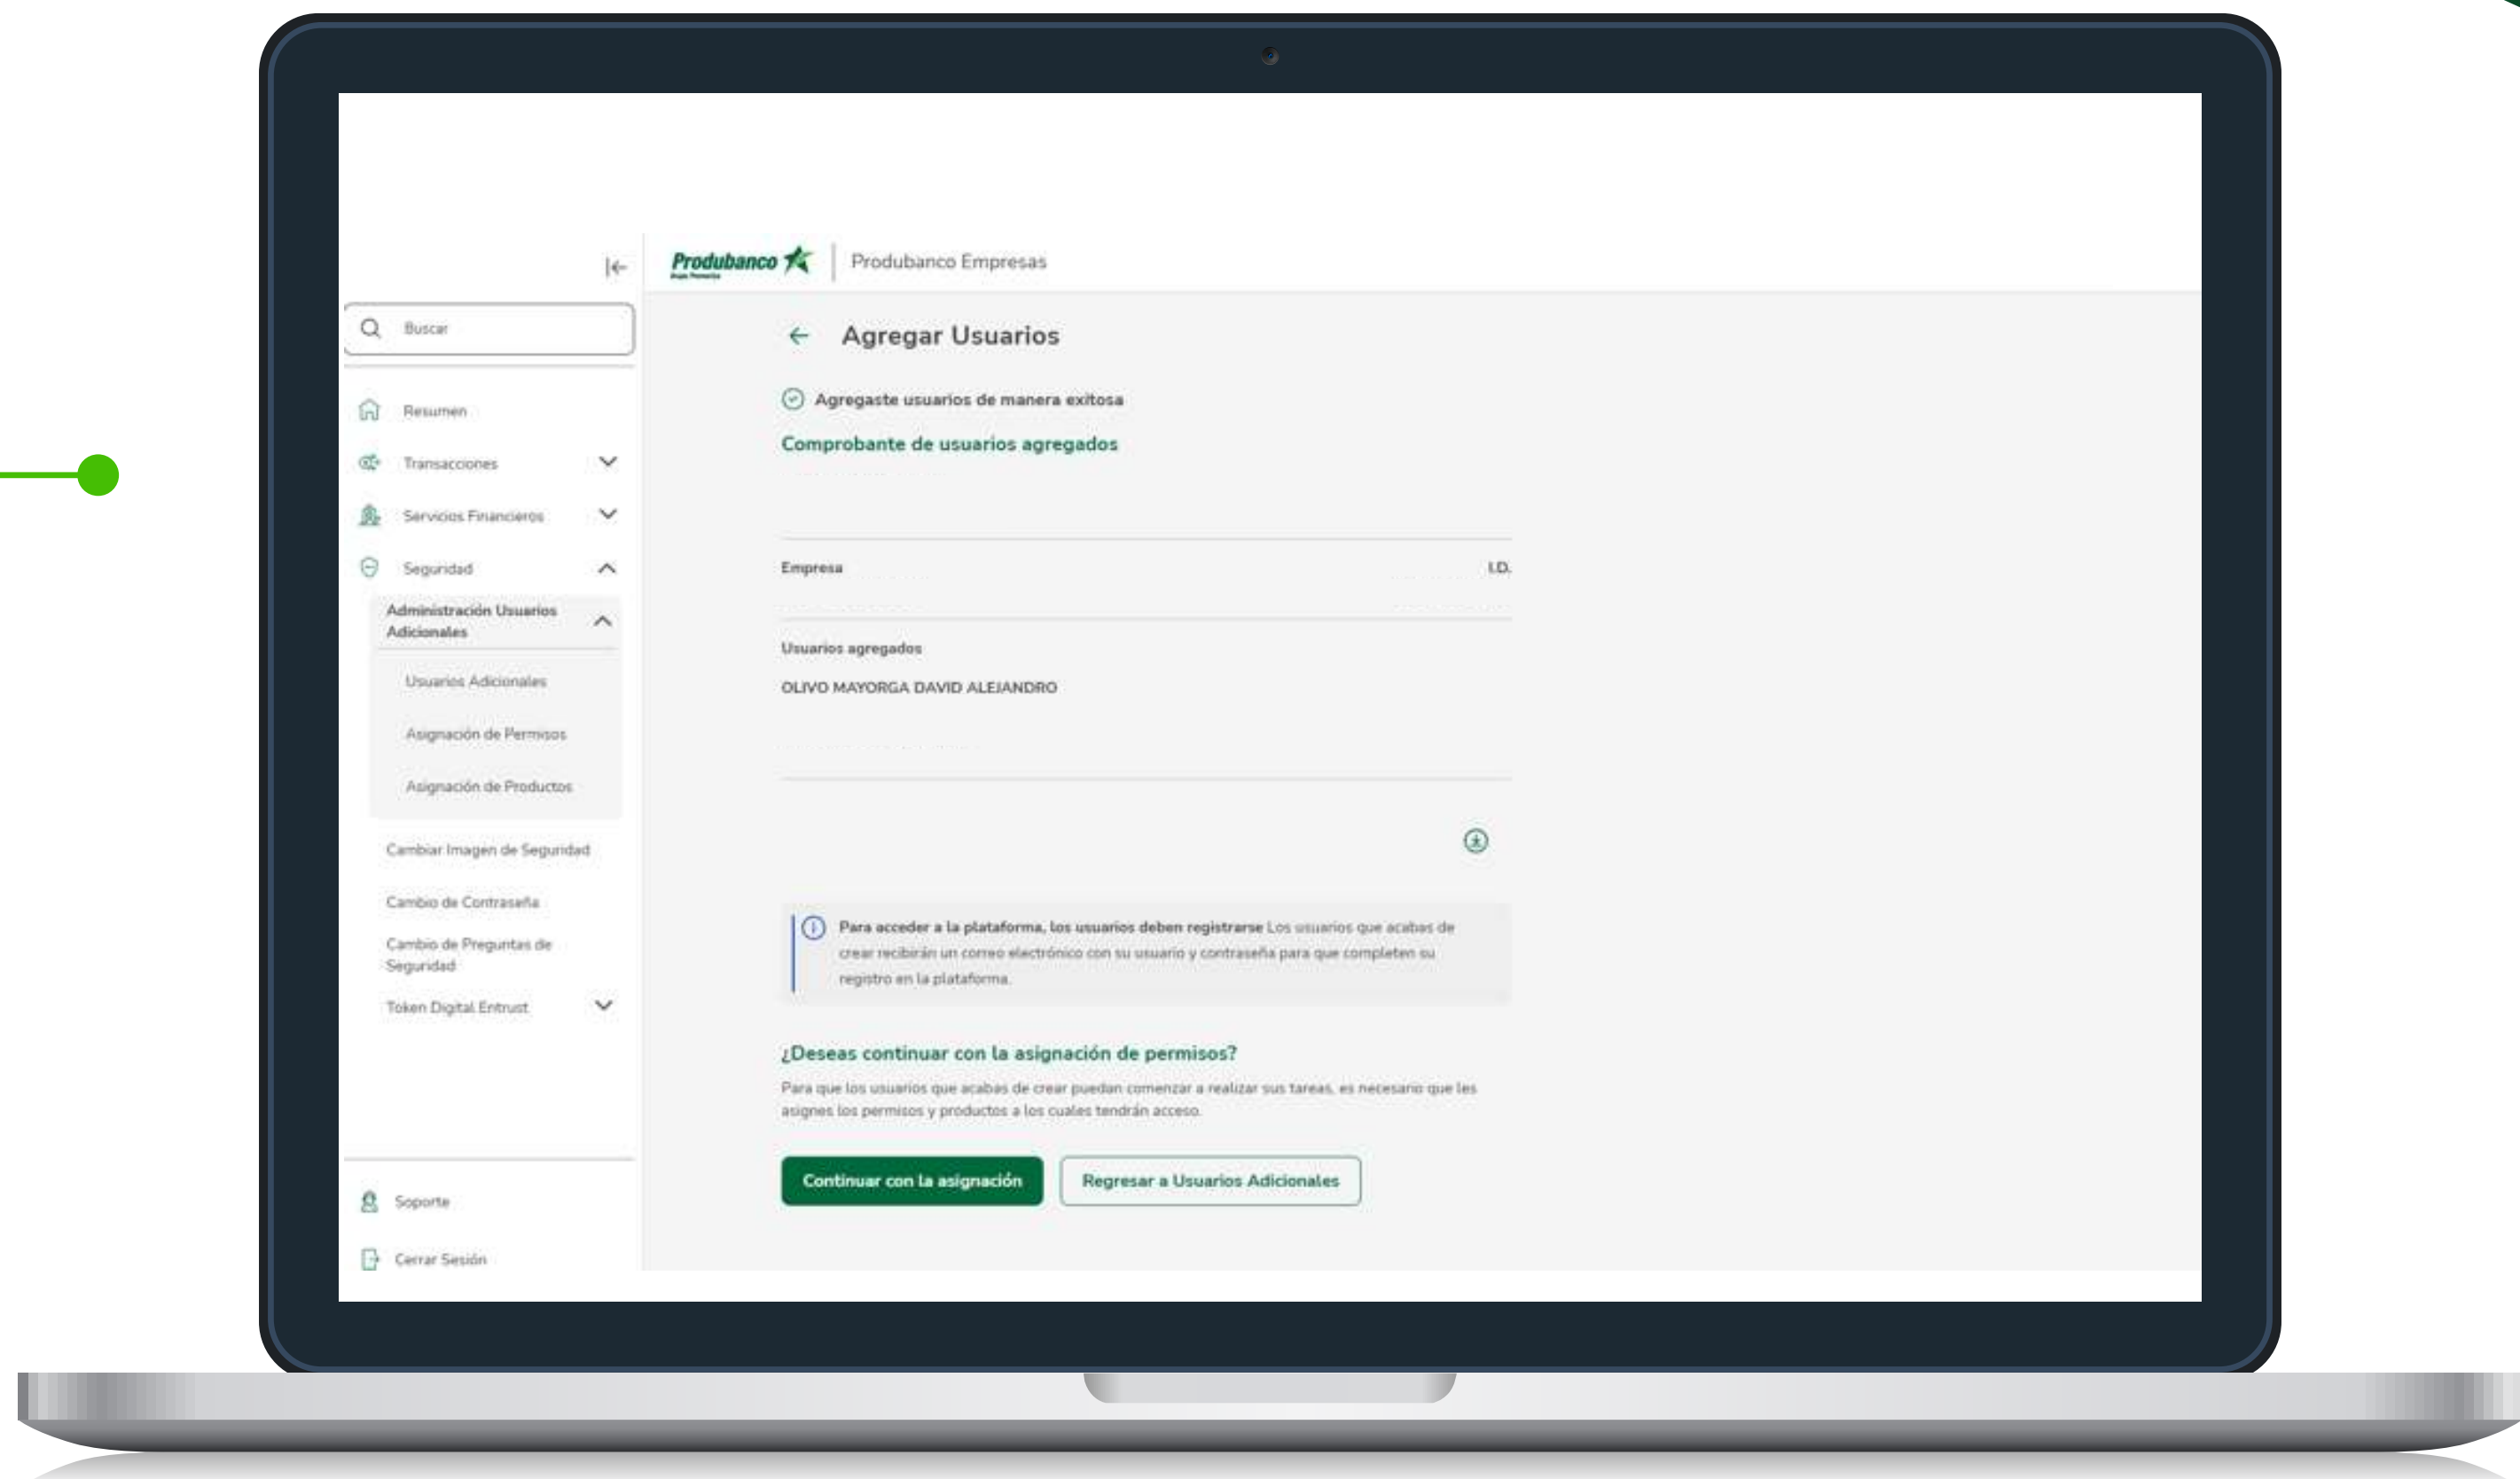 Produbanco
Grupo Promerica
Produbanco Empresas
Buscar
Resumen
Transacciones
Servicios Financieros
Seguridad
Administración Usuarios
Adicionales
Usuarios Adicionales
Asignación de Permisos
Asignación de Productos
Cambiar Imagen de Seguridad
Cambio de Contraseña
Cambio de Preguntas de
Seguridad
Token Digital Entrust
Soporte
Cerrar Sesión
Agregar Usuarios
Agregaste usuarios de manera exitosa
Comprobante de usuarios agregados
Empresa I.D.
Usuarios agregados
OLIVO MAYORGA DAVID ALEJANDRO
Para acceder a la plataforma, los usuarios deben registrarse Los usuarios que acabas de
crear recibirán un correo electrónico con su usuario y contraseña para que completen su
registro en la plataforma.
¿Deseas continuar con la asignación de permisos?
Para que los usuarios que acabas de crear puedan comenzar a realizar sus tareas, es necesario que les
asignes los permisos y productos a los cuales tendrán acceso.
Continuar con la asignación
Regresar a Usuarios Adicionales